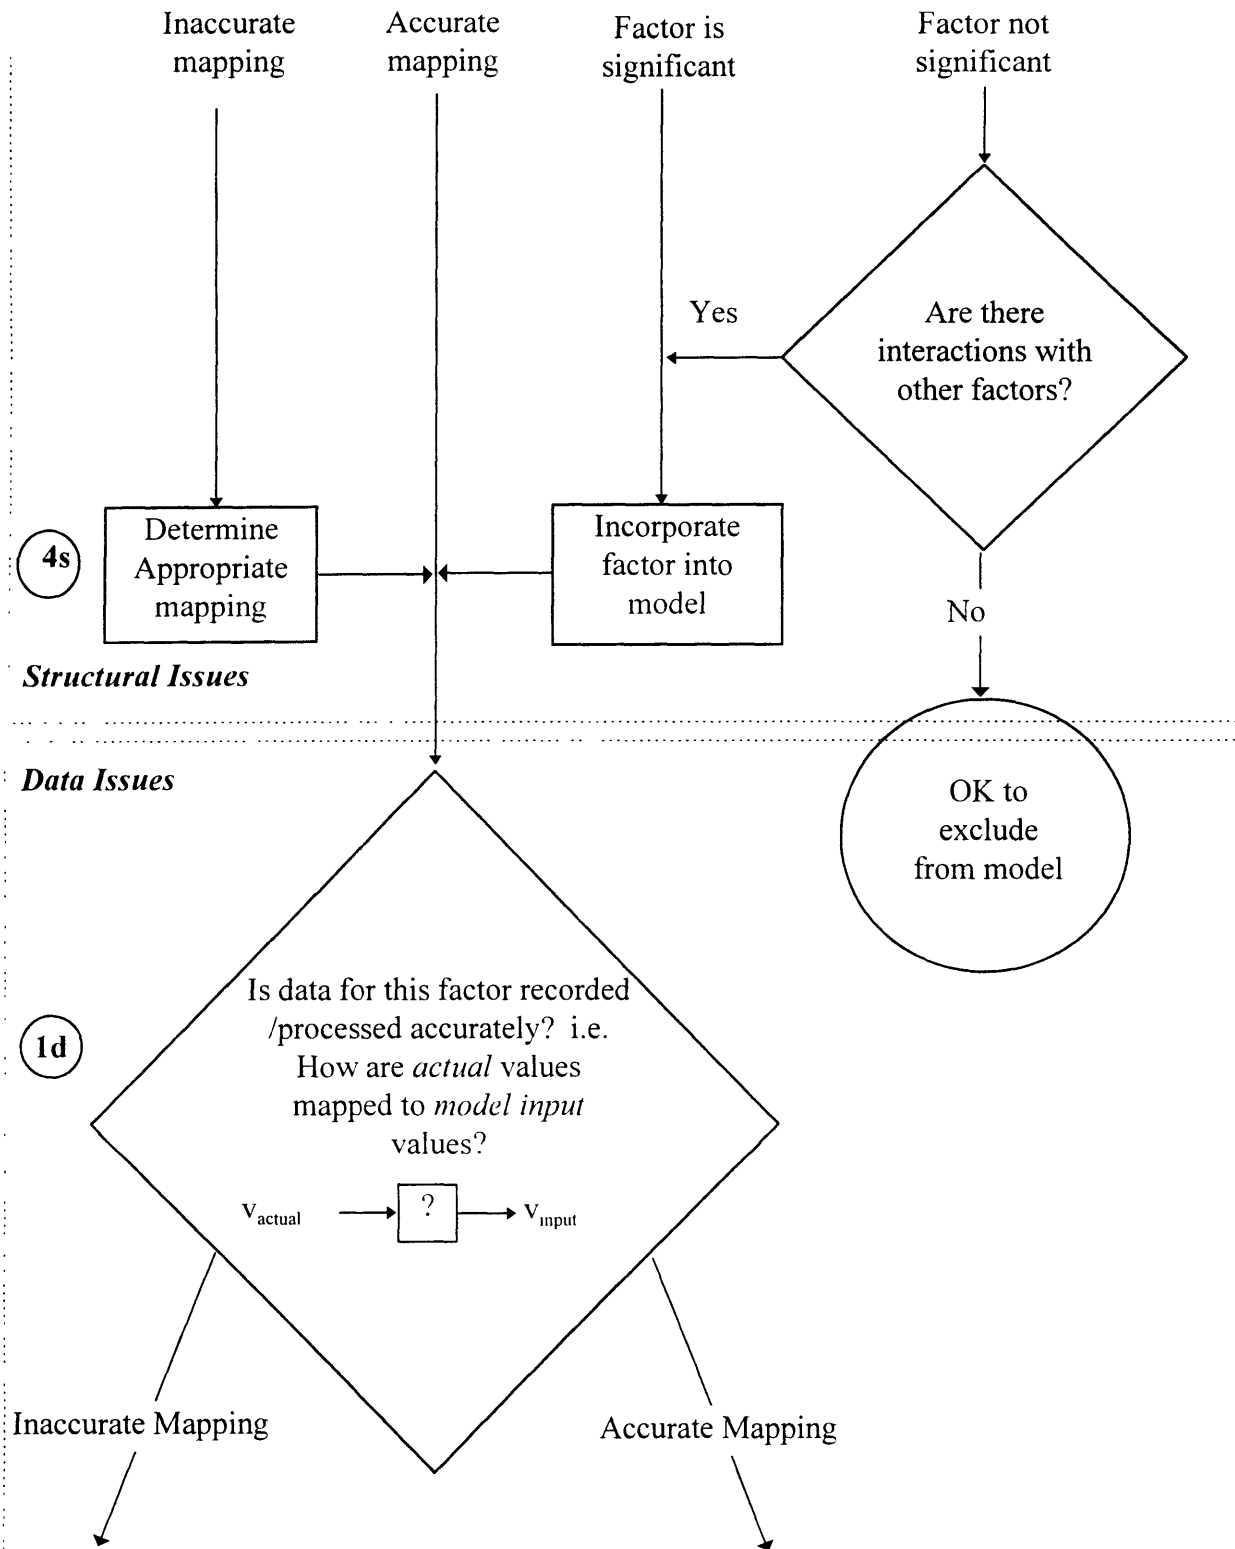 Inaccurate
mapping
Accurate
mapping
Factor is
significant
Factor not
significant
Yes
Are there
interactions with
other factors?
4s
Determine
Appropriate
mapping
Incorporate
factor into
model
No
Structural Issues
Data Issues
OK to
exclude
from model
1d
Is data for this factor recorded
/processed accurately? i.e.
How are actual values
mapped to model input
values?
v_actual
?
v_input
Inaccurate Mapping
Accurate Mapping